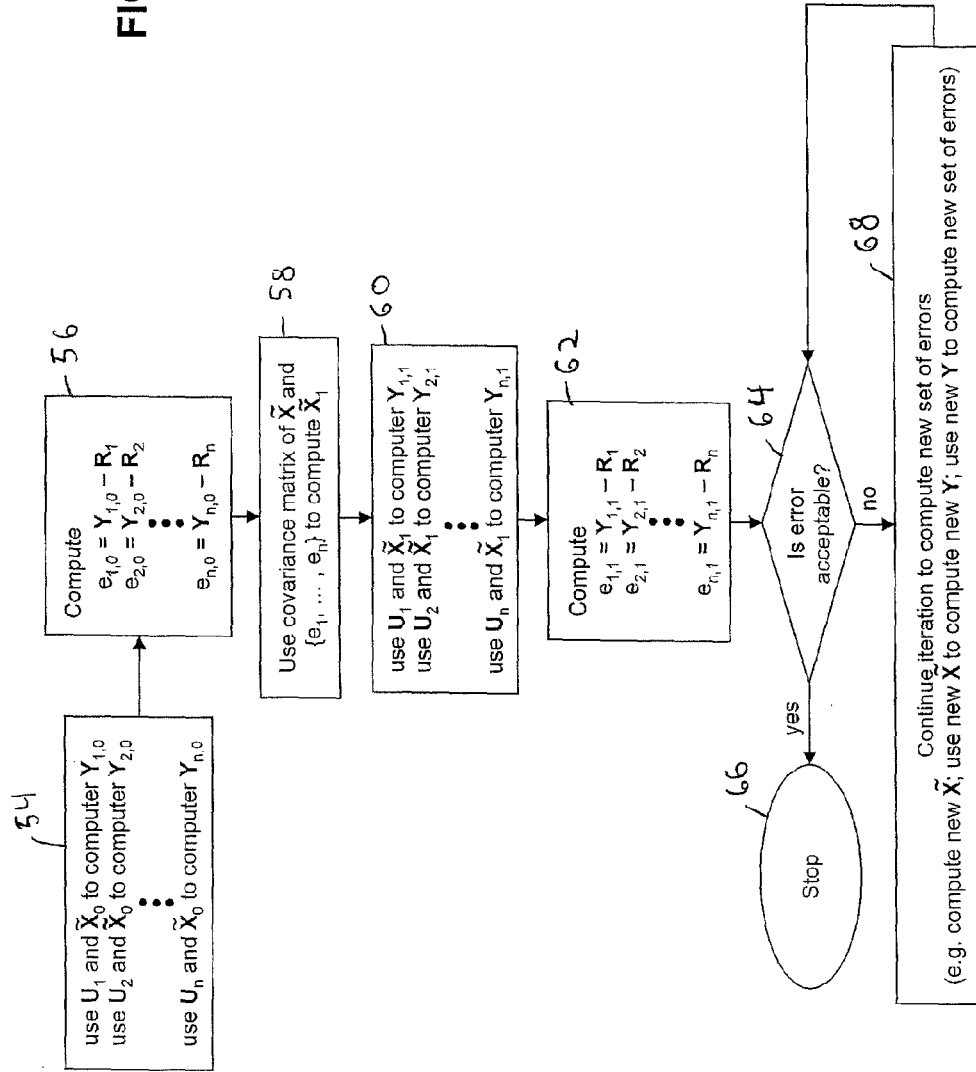 FIG
54
use U₁ and X̃₀ to computer Y₁,₀
use U₂ and X̃₀ to computer Y₂,₀
•••
use Uₙ and X̃₀ to computer Yₙ,₀
56
Compute
e₁,₀ = Y₁,₀ – R₁
e₂,₀ = Y₂,₀ – R₂
•••
eₙ,₀ = Yₙ,₀ – Rₙ
58
Use covariance matrix of X̃ and
{e₁, ... , eₙ} to compute X̃₁
60
use U₁ and X̃₁ to computer Y₁,₁
use U₂ and X̃₁ to computer Y₂,₁
•••
use Uₙ and X̃₁ to computer Yₙ,₁
62
Compute
e₁,₁ = Y₁,₁ – R₁
e₂,₁ = Y₂,₁ – R₂
•••
eₙ,₁ = Yₙ,₁ – Rₙ
64
Is error
acceptable?
yes
no
66
Stop
68
Continue iteration to compute new set of errors
(e.g. compute new X̃; use new X̃ to compute new Y; use new Y to compute new set of errors)